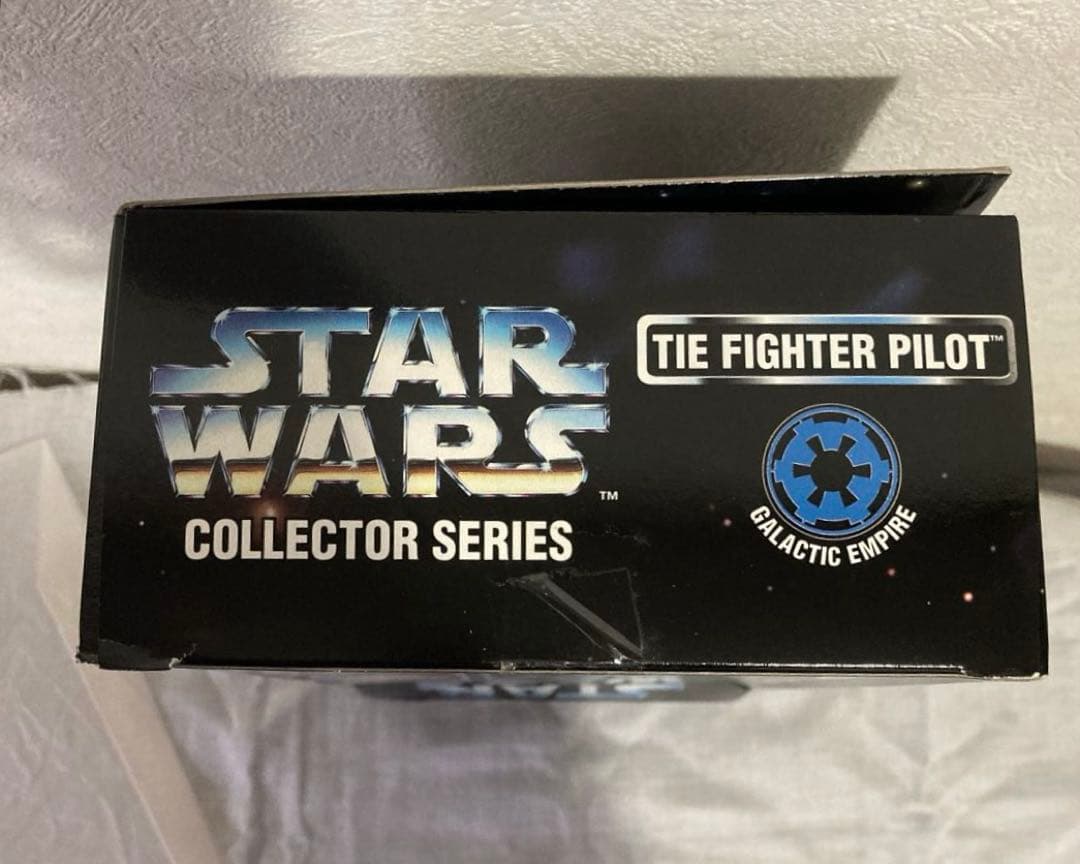 STAR
WARS
TM
COLLECTOR SERIES
TIE FIGHTER PILOT™
GALACTIC EMPIRE